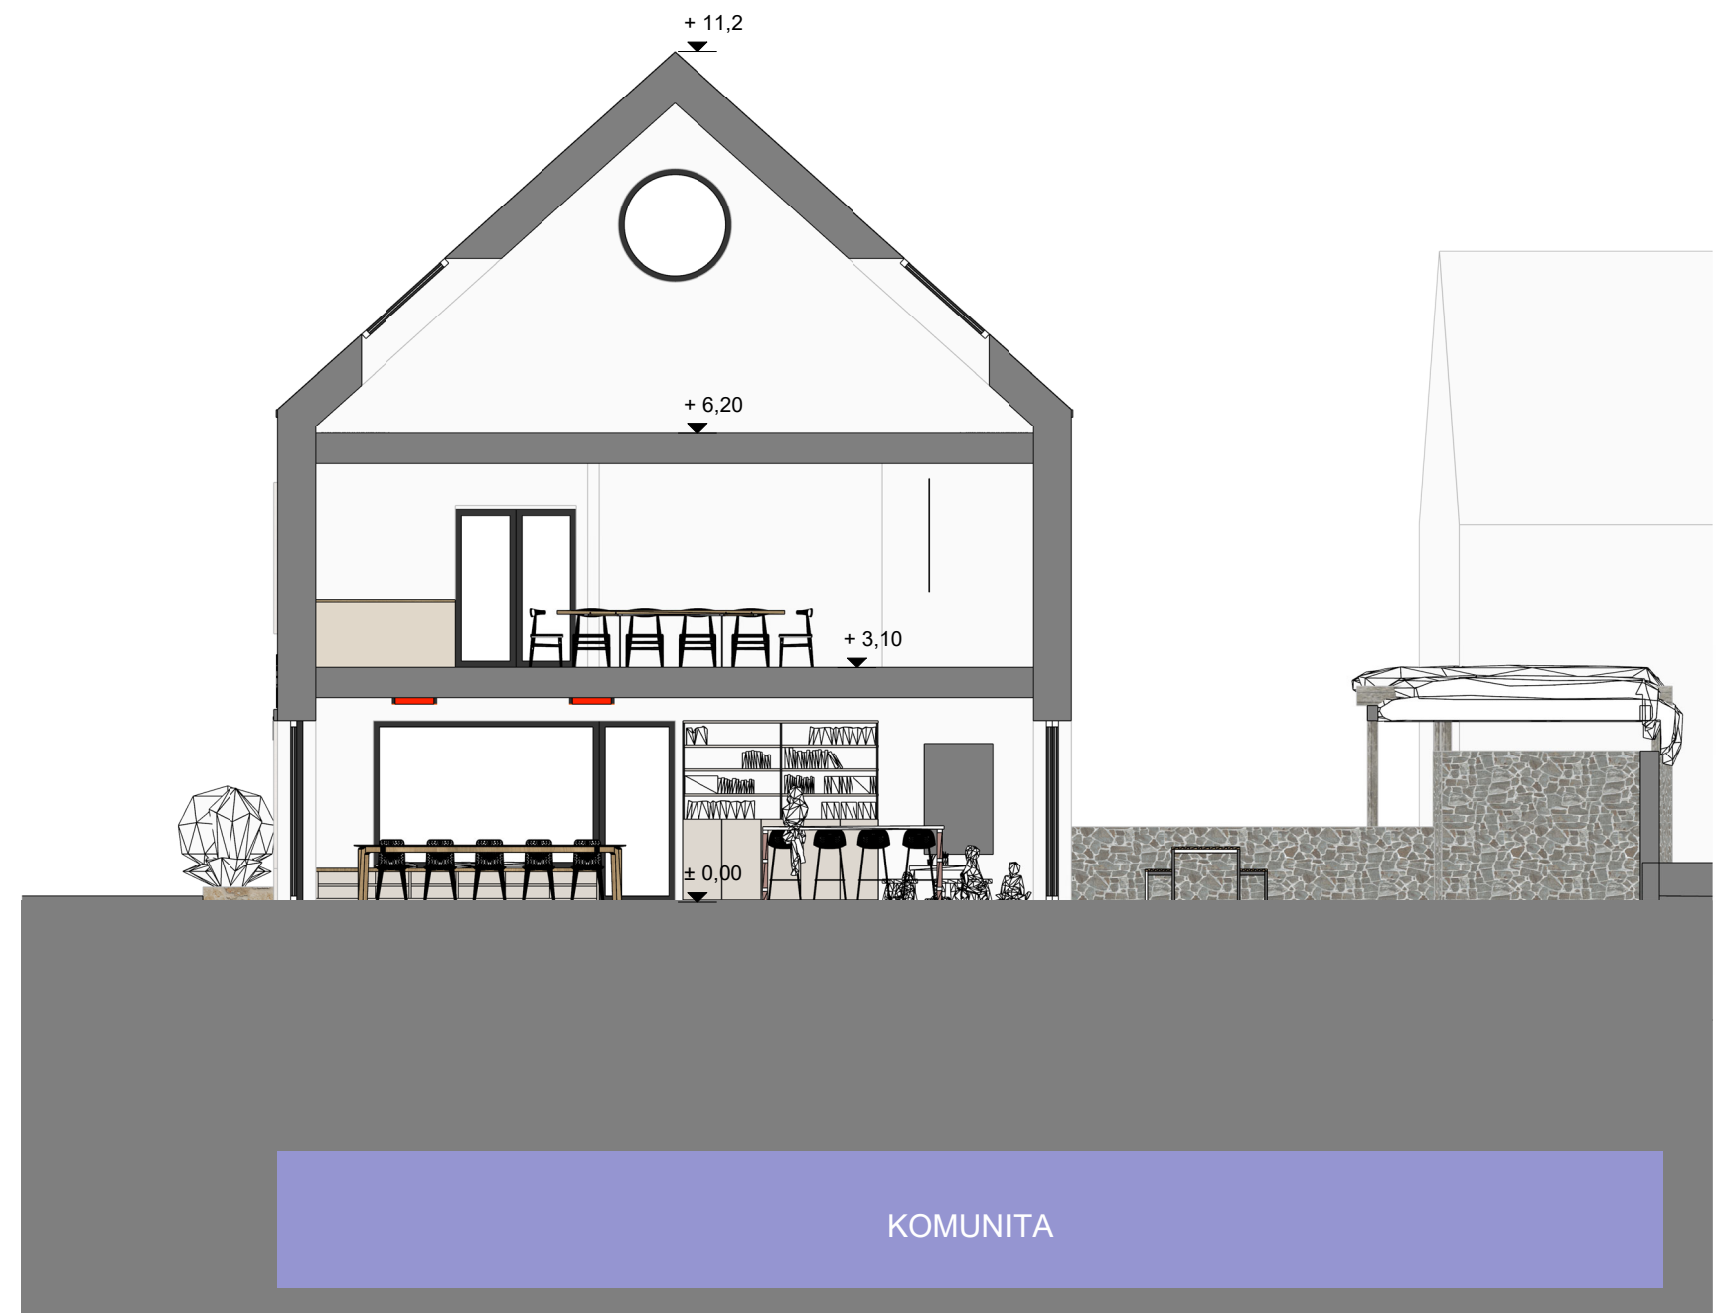 + 11,2
+ 6,20
+ 3,10
± 0,00
KOMUNITA